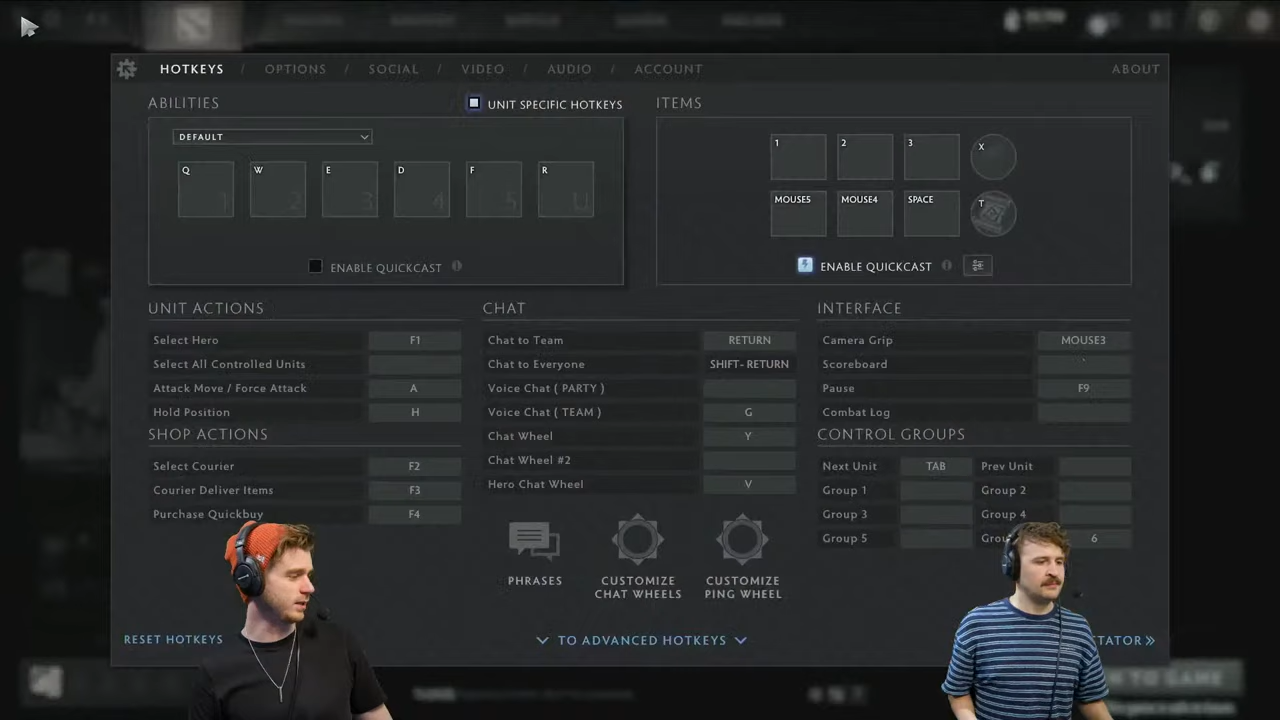 HOTKEYS / OPTIONS / SOCIAL / VIDEO / AUDIO / ACCOUNT
ABOUT
ABILITIES
UNIT SPECIFIC HOTKEYS
DEFAULT
Q W E D F R
1 2 3 4 5 U
ENABLE QUICKCAST
ITEMS
1 2 3 X
MOUSE5 MOUSE4 SPACE T
ENABLE QUICKCAST
UNIT ACTIONS
Select Hero F1
Select All Controlled Units
Attack Move / Force Attack A
Hold Position H
SHOP ACTIONS
Select Courier F2
Courier Deliver Items F3
Purchase Quickbuy F4
CHAT
Chat to Team RETURN
Chat to Everyone SHIFT- RETURN
Voice Chat ( PARTY )
Voice Chat ( TEAM ) G
Chat Wheel Y
Chat Wheel #2
Hero Chat Wheel V
PHRASES
CUSTOMIZE
CHAT WHEELS
CUSTOMIZE
PING WHEEL
INTERFACE
Camera Grip MOUSE3
Scoreboard `
Pause F9
Combat Log
CONTROL GROUPS
Next Unit TAB Prev Unit
Group 1 Group 2
Group 3 Group 4
Group 5 6
RESET HOTKEYS
TO ADVANCED HOTKEYS